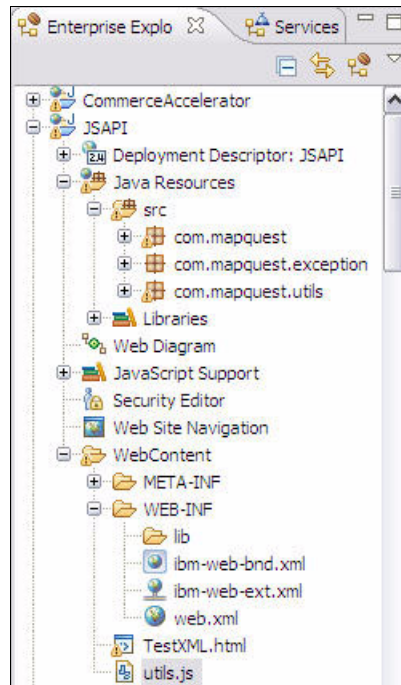 Enterprise Explo
Services
CommerceAccelerator
JSAPI
2.4
Deployment Descriptor: JSAPI
Java Resources
src
com.mapquest
com.mapquest.exception
com.mapquest.utils
Libraries
Web Diagram
JavaScript Support
Security Editor
Web Site Navigation
WebContent
META-INF
WEB-INF
lib
ibm-web-bnd.xml
ibm-web-ext.xml
web.xml
TestXML.html
utils.js